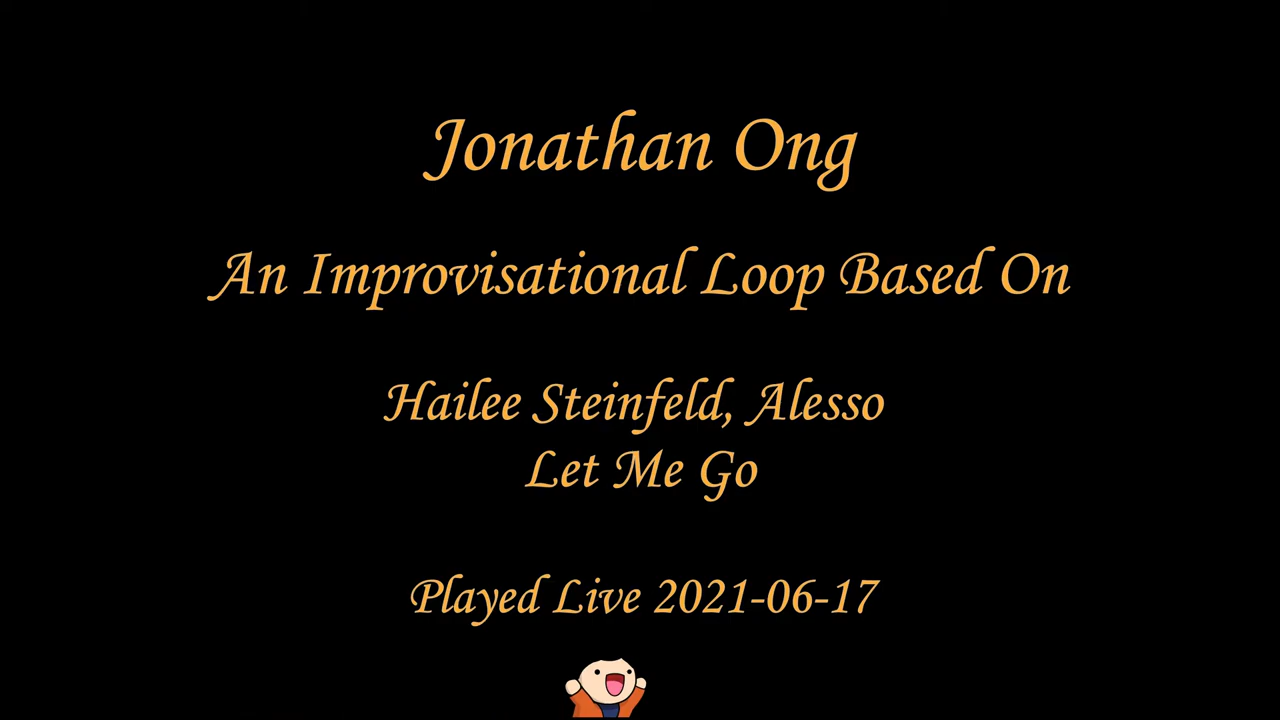 Jonathan Ong
An Improvisational Loop Based On
Hailee Steinfeld, Alesso
Let Me Go
Played Live 2021-06-17